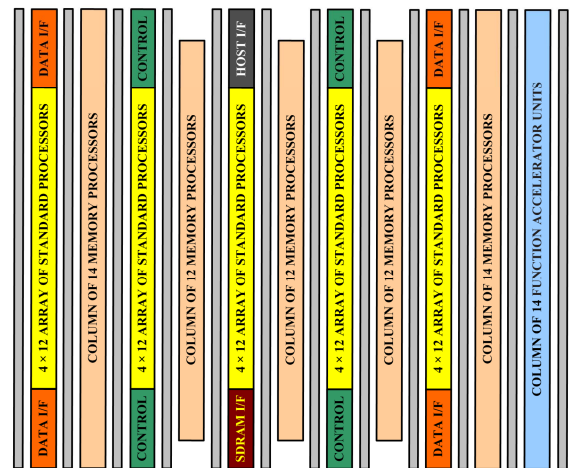 DATA I/F
4 × 12 ARRAY OF STANDARD PROCESSORS
DATA I/F
COLUMN OF 14 MEMORY PROCESSORS
CONTROL
4 × 12 ARRAY OF STANDARD PROCESSORS
CONTROL
COLUMN OF 12 MEMORY PROCESSORS
HOST I/F
4 × 12 ARRAY OF STANDARD PROCESSORS
SDRAM I/F
COLUMN OF 12 MEMORY PROCESSORS
CONTROL
4 × 12 ARRAY OF STANDARD PROCESSORS
CONTROL
COLUMN OF 12 MEMORY PROCESSORS
DATA I/F
4 × 12 ARRAY OF STANDARD PROCESSORS
DATA I/F
COLUMN OF 14 MEMORY PROCESSORS
COLUMN OF 14 FUNCTION ACCELERATOR UNITS